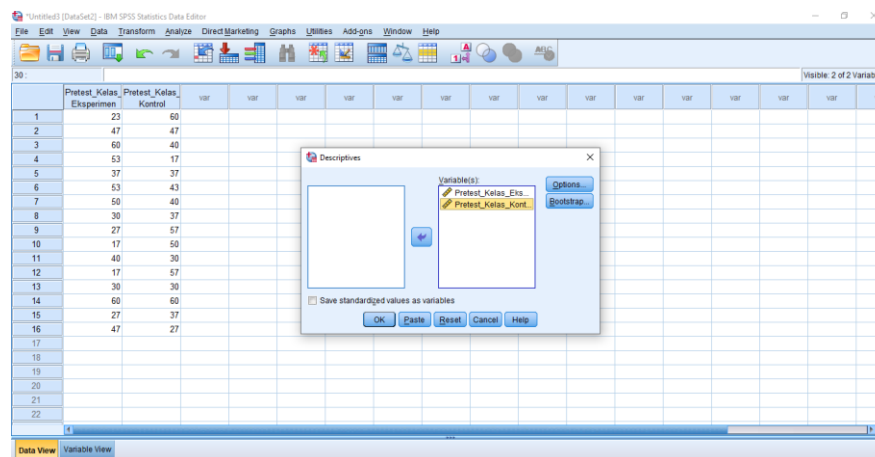 *Untitled3 [DataSet2] - IBM SPSS Statistics Data Editor
File Edit View Data Transform Analyze Direct Marketing Graphs Utilities Add-ons Window Help
30 :
Visible: 2 of 2 Variab
Pretest_Kelas_Eksperimen Pretest_Kelas_Kontrol var var var var var var var var var var var var
1 23 60
2 47 47
3 60 40
4 53 17
5 37 37
6 53 43
7 50 40
8 30 37
9 27 57
10 17 50
11 40 30
12 17 57
13 30 30
14 60 60
15 27 37
16 47 27
17
18
19
20
21
22
Descriptives
Variable(s):
Pretest_Kelas_Eks...
Pretest_Kelas_Kont...
Options...
Bootstrap...
Save standardized values as variables
OK Paste Reset Cancel Help
Data View Variable View